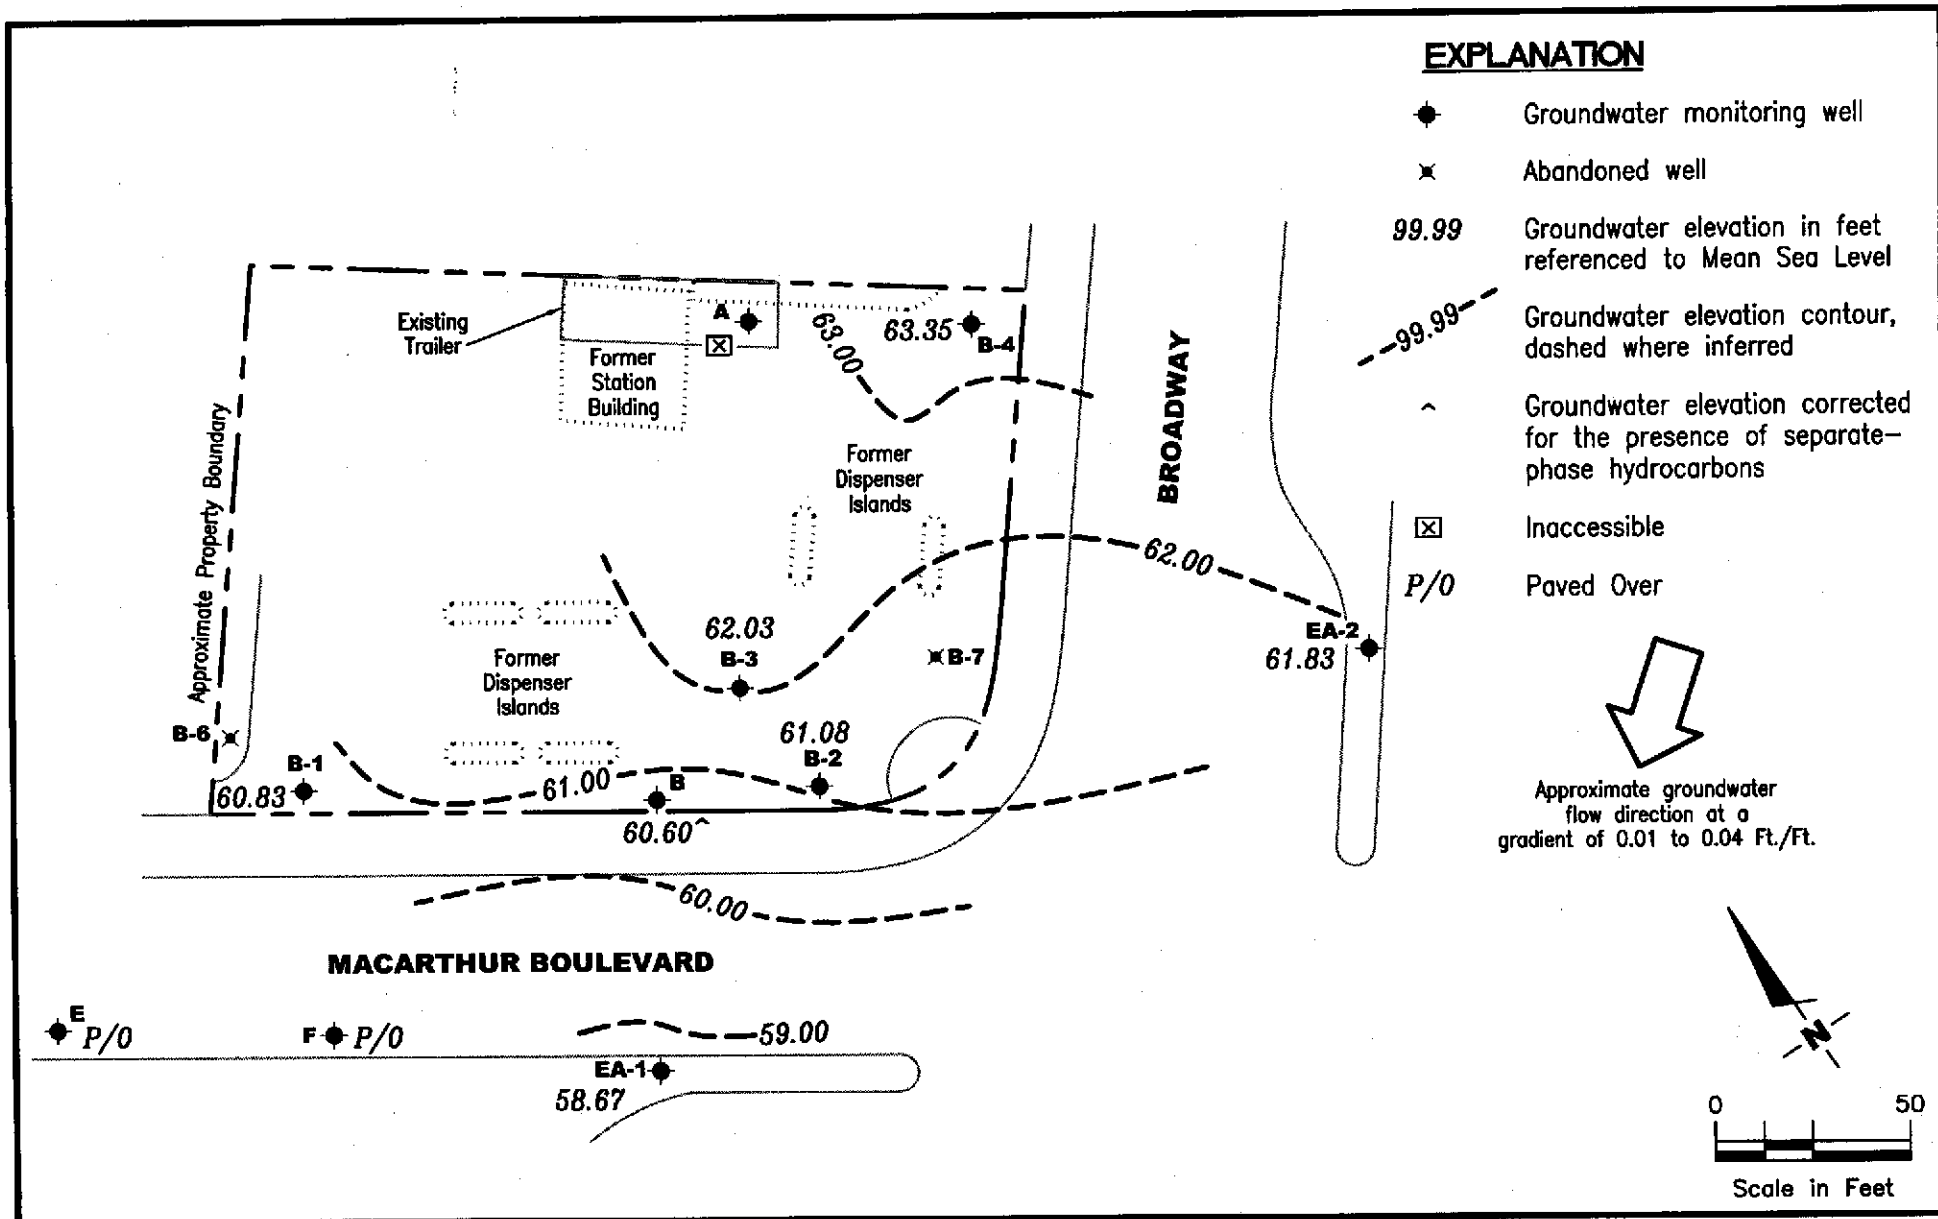 EXPLANATION
Groundwater monitoring well
Abandoned well
99.99
Groundwater elevation in feet
referenced to Mean Sea Level
99.99
Groundwater elevation contour,
dashed where inferred
^
Groundwater elevation corrected
for the presence of separate-
phase hydrocarbons
Inaccessible
P/O
Paved Over
Approximate groundwater
flow direction at a
gradient of 0.01 to 0.04 Ft./Ft.
N
0 50
Scale in Feet
Existing
Trailer
A
63.00
63.35
B-4
Former
Station
Building
BROADWAY
Approximate Property Boundary
Former
Dispenser
Islands
62.00
62.03
B-3
B-7
EA-2
61.83
Former
Dispenser
Islands
B-6
B-1
60.83
61.00
B
60.60^
61.08
B-2
60.00
MACARTHUR BOULEVARD
E
P/O
F
P/O
59.00
EA-1
58.67